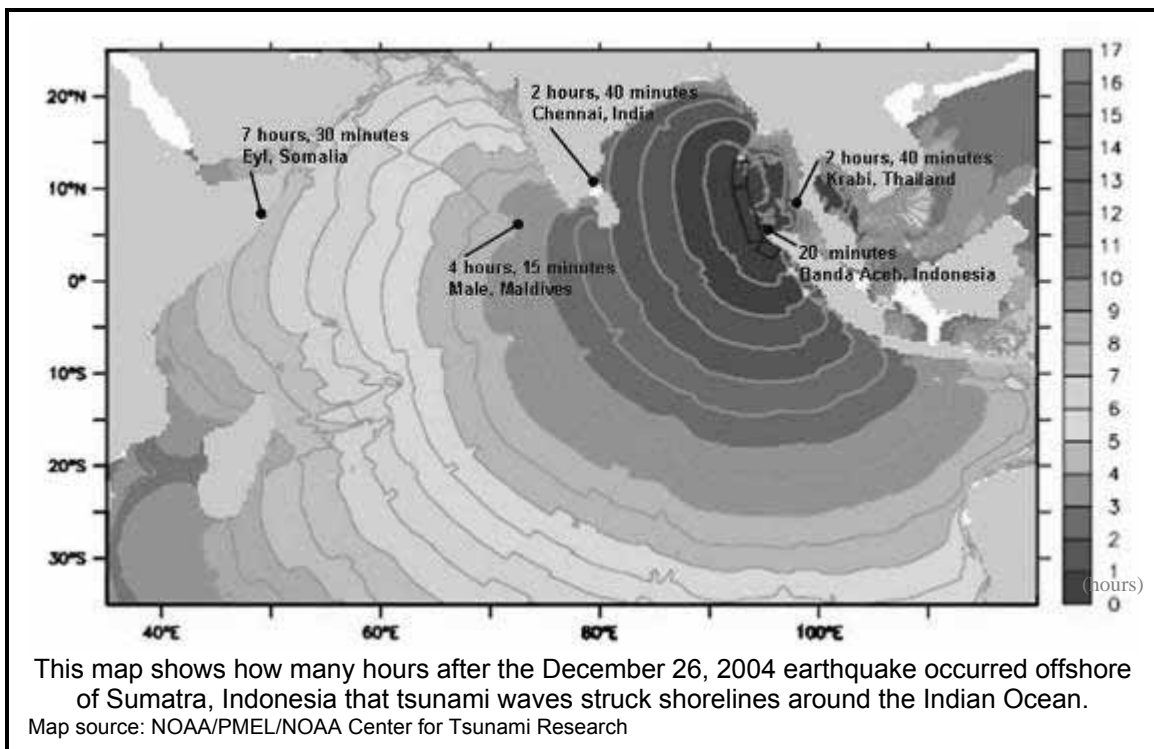 2 hours, 40 minutes
Chennai, India
7 hours, 30 minutes
Eyl, Somalia
2 hours, 40 minutes
Krabi, Thailand
4 hours, 15 minutes
Male, Maldives
20 minutes
Banda Aceh, Indonesia
20°N
10°N
0°
10°S
20°S
30°S
40°E
60°E
80°E
100°E
17
16
15
14
13
12
11
10
9
8
7
6
5
4
3
2
1
(hours)
0
This map shows how many hours after the December 26, 2004 earthquake occurred offshore
of Sumatra, Indonesia that tsunami waves struck shorelines around the Indian Ocean.
Map source: NOAA/PMEL/NOAA Center for Tsunami Research